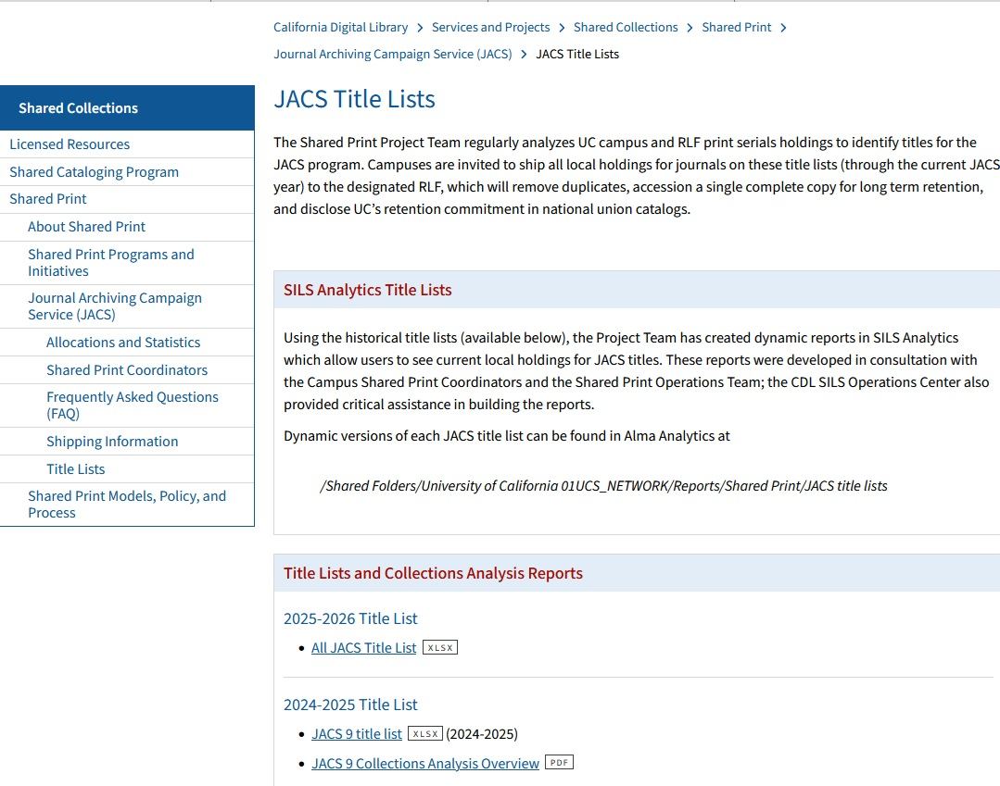 California Digital Library > Services and Projects > Shared Collections > Shared Print >
Journal Archiving Campaign Service (JACS) > JACS Title Lists
Shared Collections
Licensed Resources
Shared Cataloging Program
Shared Print
About Shared Print
Shared Print Programs and
Initiatives
Journal Archiving Campaign
Service (JACS)
Allocations and Statistics
Shared Print Coordinators
Frequently Asked Questions
(FAQ)
Shipping Information
Title Lists
Shared Print Models, Policy, and
Process
JACS Title Lists
The Shared Print Project Team regularly analyzes UC campus and RLF print serials holdings to identify titles for the
JACS program. Campuses are invited to ship all local holdings for journals on these title lists (through the current JACS
year) to the designated RLF, which will remove duplicates, accession a single complete copy for long term retention,
and disclose UC’s retention commitment in national union catalogs.
SILS Analytics Title Lists
Using the historical title lists (available below), the Project Team has created dynamic reports in SILS Analytics
which allow users to see current local holdings for JACS titles. These reports were developed in consultation with
the Campus Shared Print Coordinators and the Shared Print Operations Team; the CDL SILS Operations Center also
provided critical assistance in building the reports.
Dynamic versions of each JACS title list can be found in Alma Analytics at
/Shared Folders/University of California 01UCS_NETWORK/Reports/Shared Print/JACS title lists
Title Lists and Collections Analysis Reports
2025-2026 Title List
• All JACS Title List XLSX
2024-2025 Title List
• JACS 9 title list XLSX (2024-2025)
• JACS 9 Collections Analysis Overview PDF